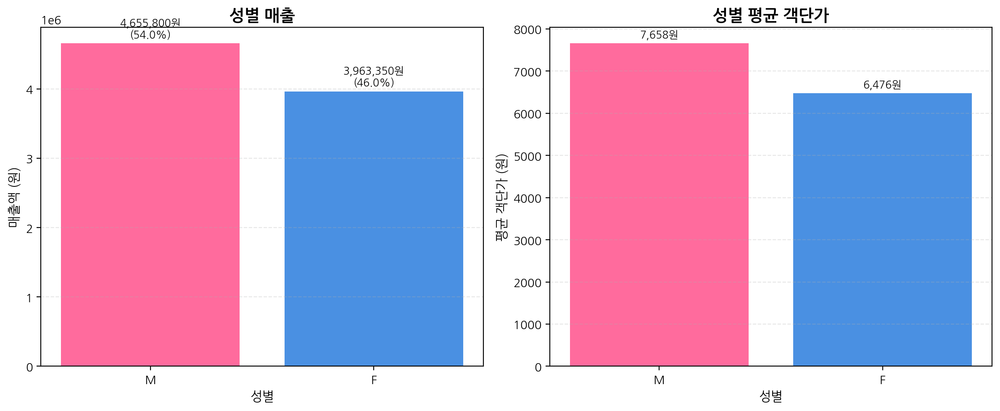 성별 매출
1e6
4,655,800원
(54.0%)
3,963,350원
(46.0%)
4
3
2
1
0
매출액 (원)
M
F
성별
성별 평균 객단가
8000
7,658원
7000
6,476원
6000
5000
4000
3000
2000
1000
0
평균 객단가 (원)
M
F
성별